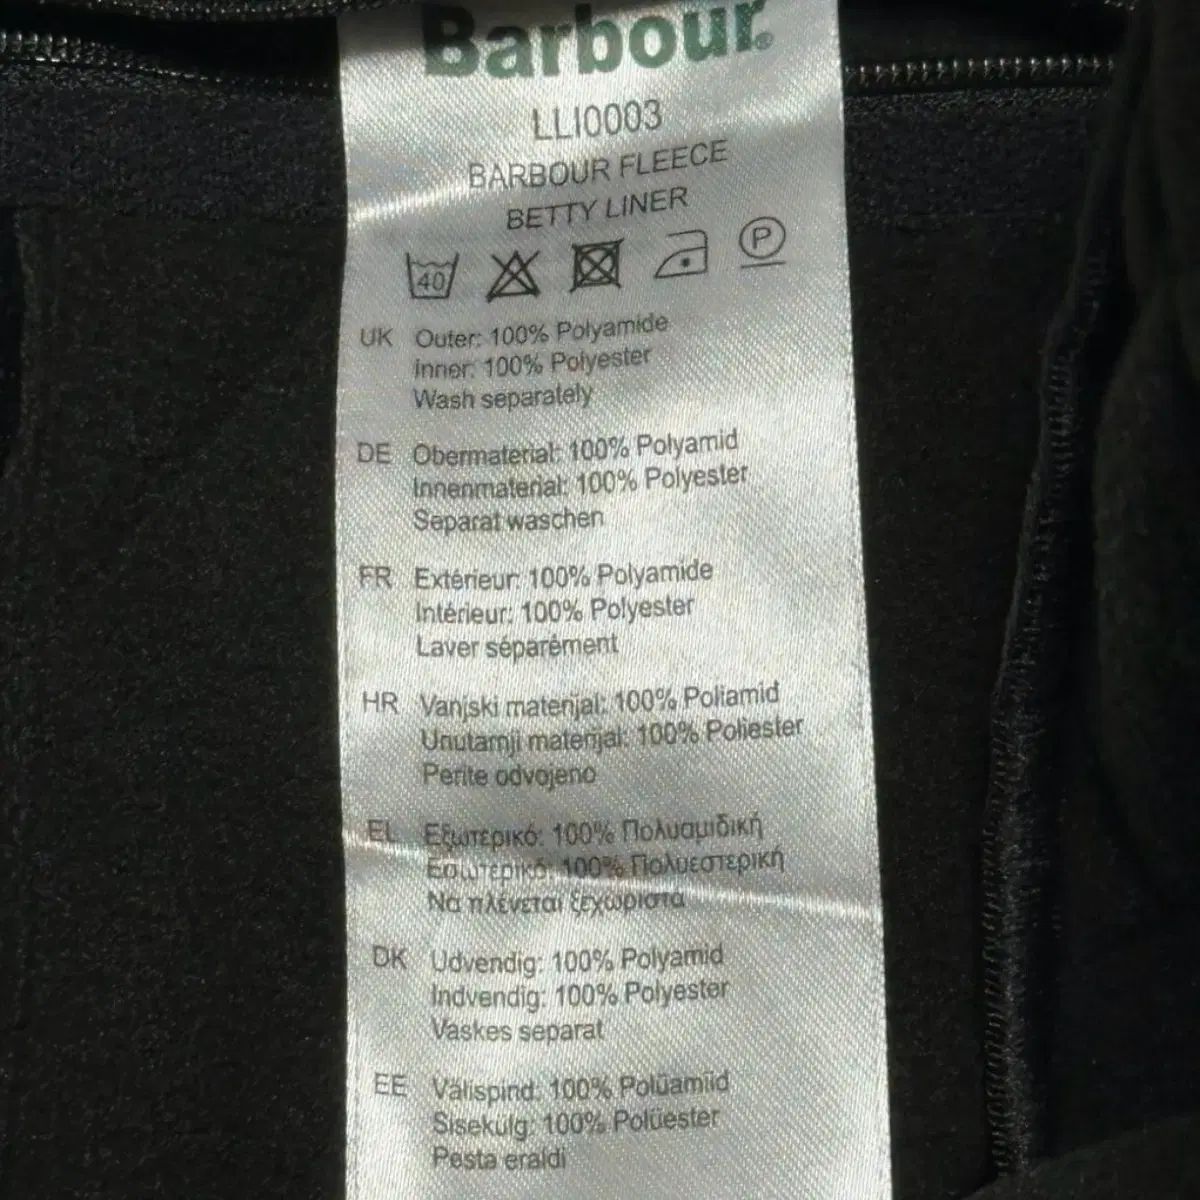 Barbour®
LLI0003
BARBOUR FLEECE
BETTY LINER
40
P
UK Outer: 100% Polyamide
Inner: 100% Polyester
Wash separately
DE Obermaterial: 100% Polyamid
Innenmaterial: 100% Polyester
Separat waschen
FR Extérieur: 100% Polyamide
Intérieur: 100% Polyester
Laver séparément
HR Vanjski materijal: 100% Poliamid
Unutarnji materijal: 100% Poliester
Perite odvojeno
EL Εξωτερικό: 100% Πολυαμιδική
Εσωτερικό: 100% Πολυεστερική
Να πλένεται ξεχωριστά
DK Udvendig: 100% Polyamid
Indvendig: 100% Polyester
Vaskes separat
EE Välispind: 100% Polüamiid
Sisekülg: 100% Polüester
Pesta eraldi